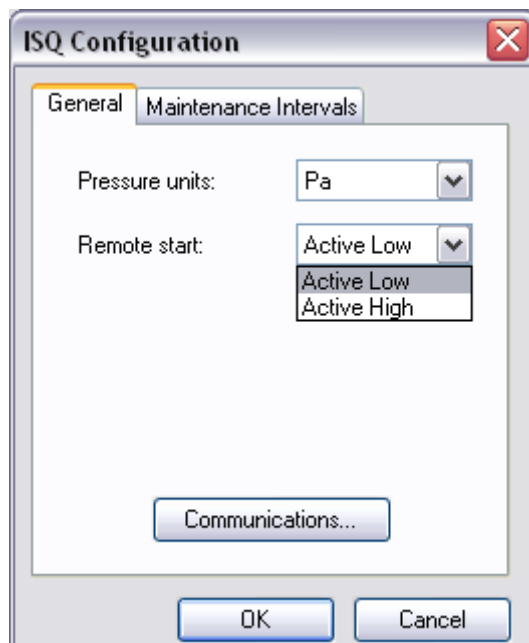 ISQ Configuration
General Maintenance Intervals
Pressure units: Pa
Remote start: Active Low
Active Low
Active High
Communications...
OK Cancel